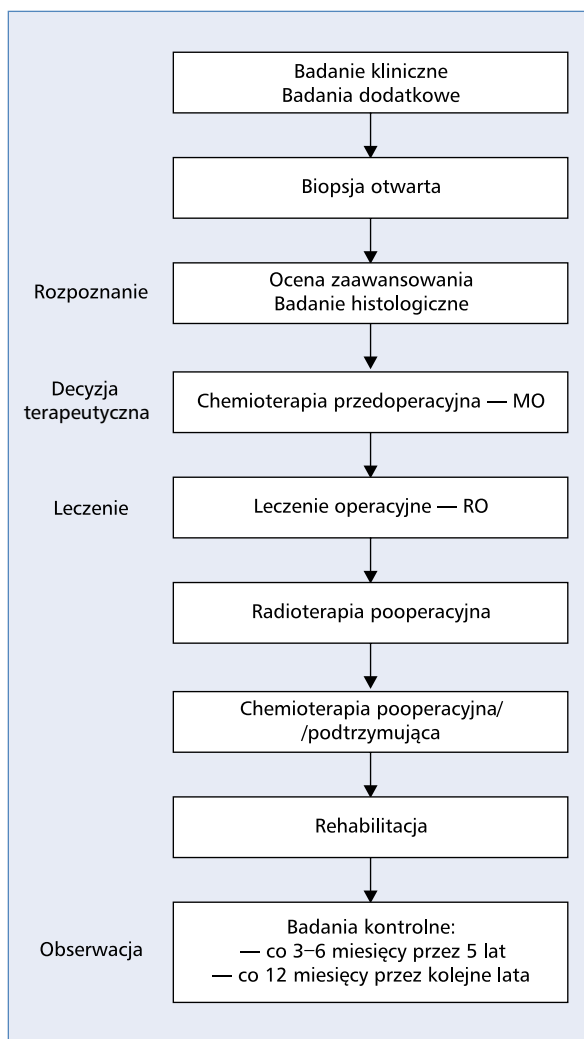 Badanie kliniczne
Badania dodatkowe
Biopsja otwarta
Rozpoznanie
Ocena zaawansowania
Badanie histologiczne
Decyzja
terapeutyczna
Chemioterapia przedoperacyjna — MO
Leczenie
Leczenie operacyjne — RO
Radioterapia pooperacyjna
Chemioterapia pooperacyjna/
/podtrzymująca
Rehabilitacja
Obserwacja
Badania kontrolne:
— co 3–6 miesięcy przez 5 lat
— co 12 miesięcy przez kolejne lata